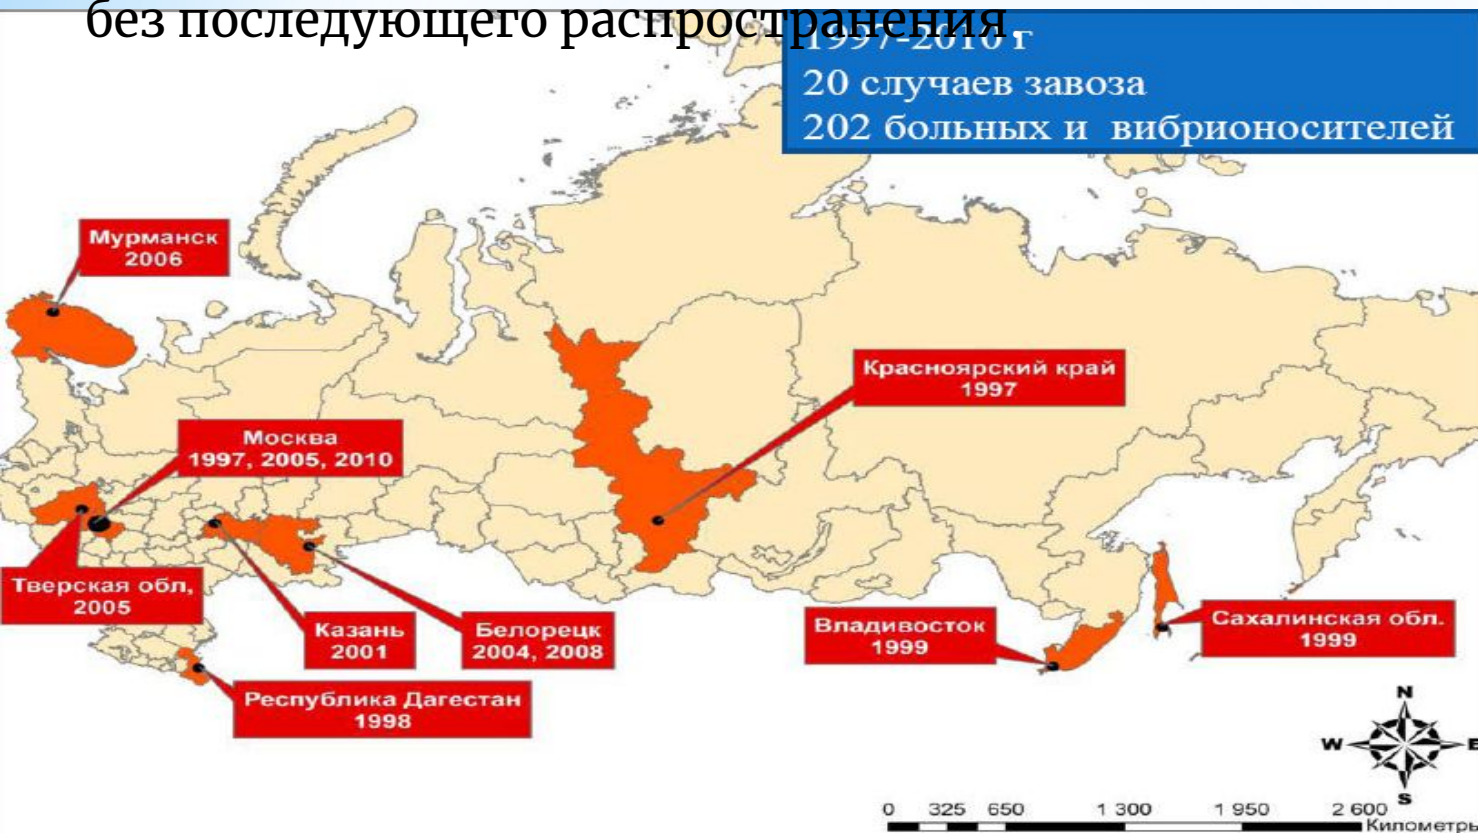 без последующего распространения.
1997-2010 г
20 случаев завоза
202 больных и вибрионосителей
Мурманск
2006
Красноярский край
1997
Москва
1997, 2005, 2010
Тверская обл,
2005
Казань
2001
Белорецк
2004, 2008
Владивосток
1999
Сахалинская обл.
1999
Республика Дагестан
1998
N
W
E
S
0 325 650 1 300 1 950 2 600
Километры